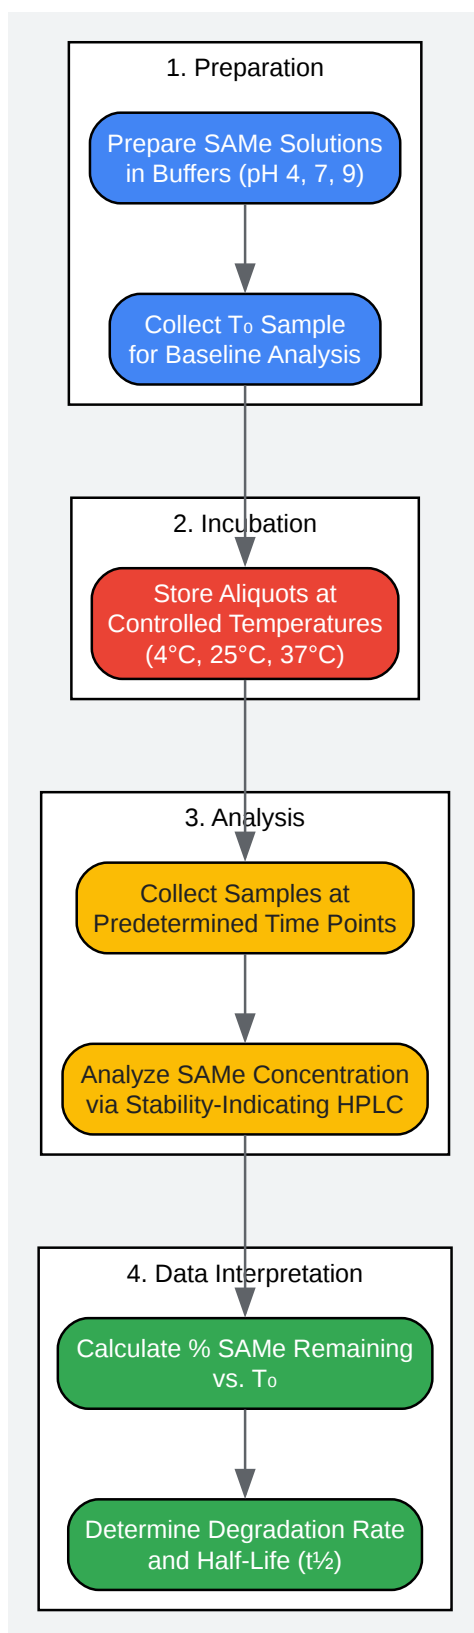 1. Preparation
Prepare SAMe Solutions
in Buffers (pH 4, 7, 9)
Collect T₀ Sample
for Baseline Analysis
2. Incubation
Store Aliquots at
Controlled Temperatures
(4°C, 25°C, 37°C)
3. Analysis
Collect Samples at
Predetermined Time Points
Analyze SAMe Concentration
via Stability-Indicating HPLC
4. Data Interpretation
Calculate % SAMe Remaining
vs. T₀
Determine Degradation Rate
and Half-Life (t½)